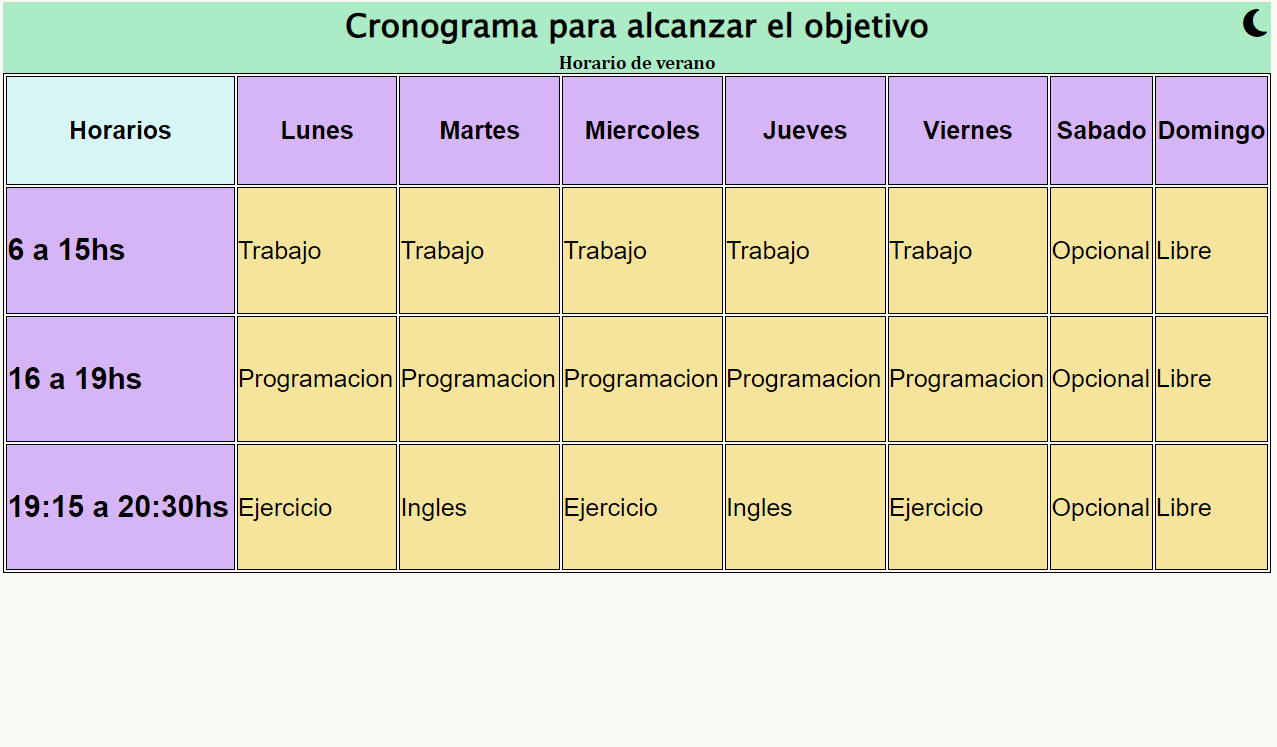 Cronograma para alcanzar el objetivo
Horario de verano
Horarios Lunes Martes Miercoles Jueves Viernes Sabado Domingo
6 a 15hs Trabajo Trabajo Trabajo Trabajo Trabajo Opcional Libre
16 a 19hs Programacion Programacion Programacion Programacion Programacion Opcional Libre
19:15 a 20:30hs Ejercicio Ingles Ejercicio Ingles Ejercicio Opcional Libre